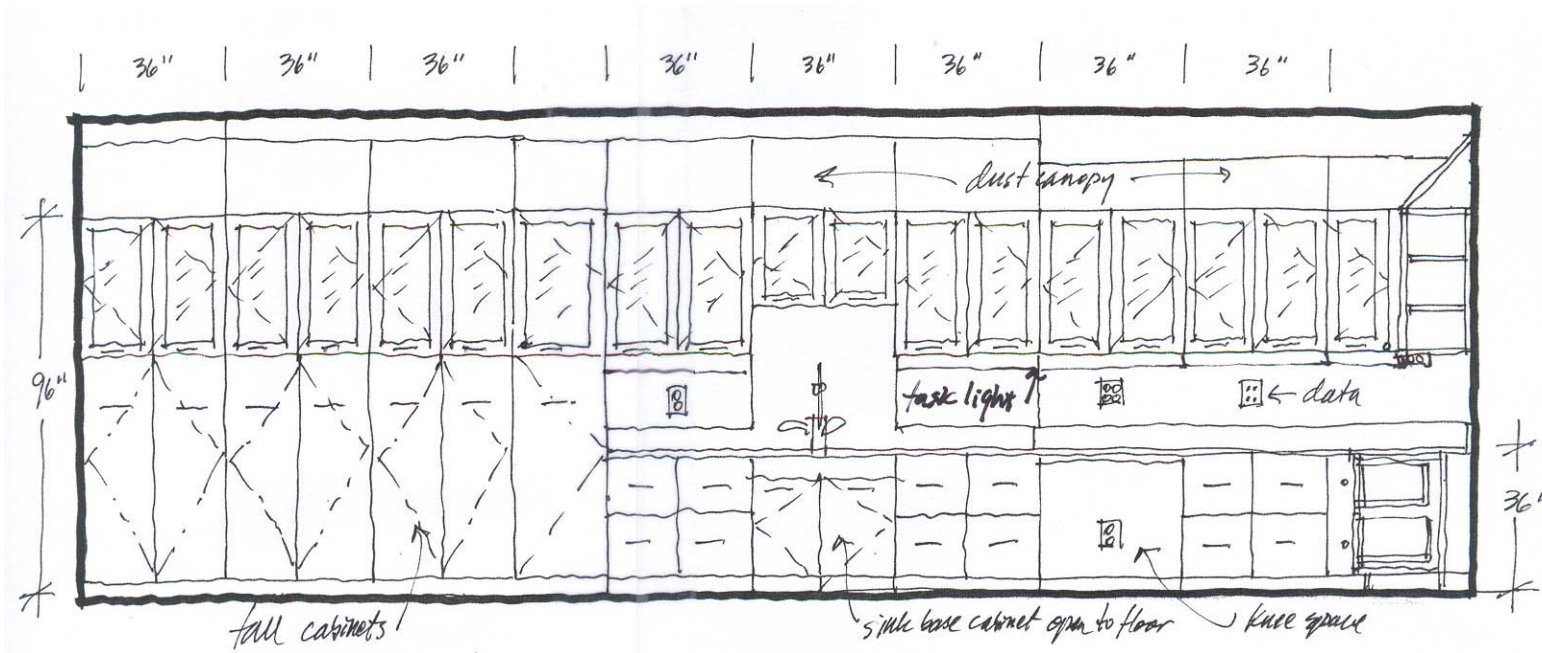 36" 36" 36" 36" 36" 36" 36" 36"
dust canopy
96"
task light
data
36"
tall cabinets
sink base cabinet open to floor
knee space